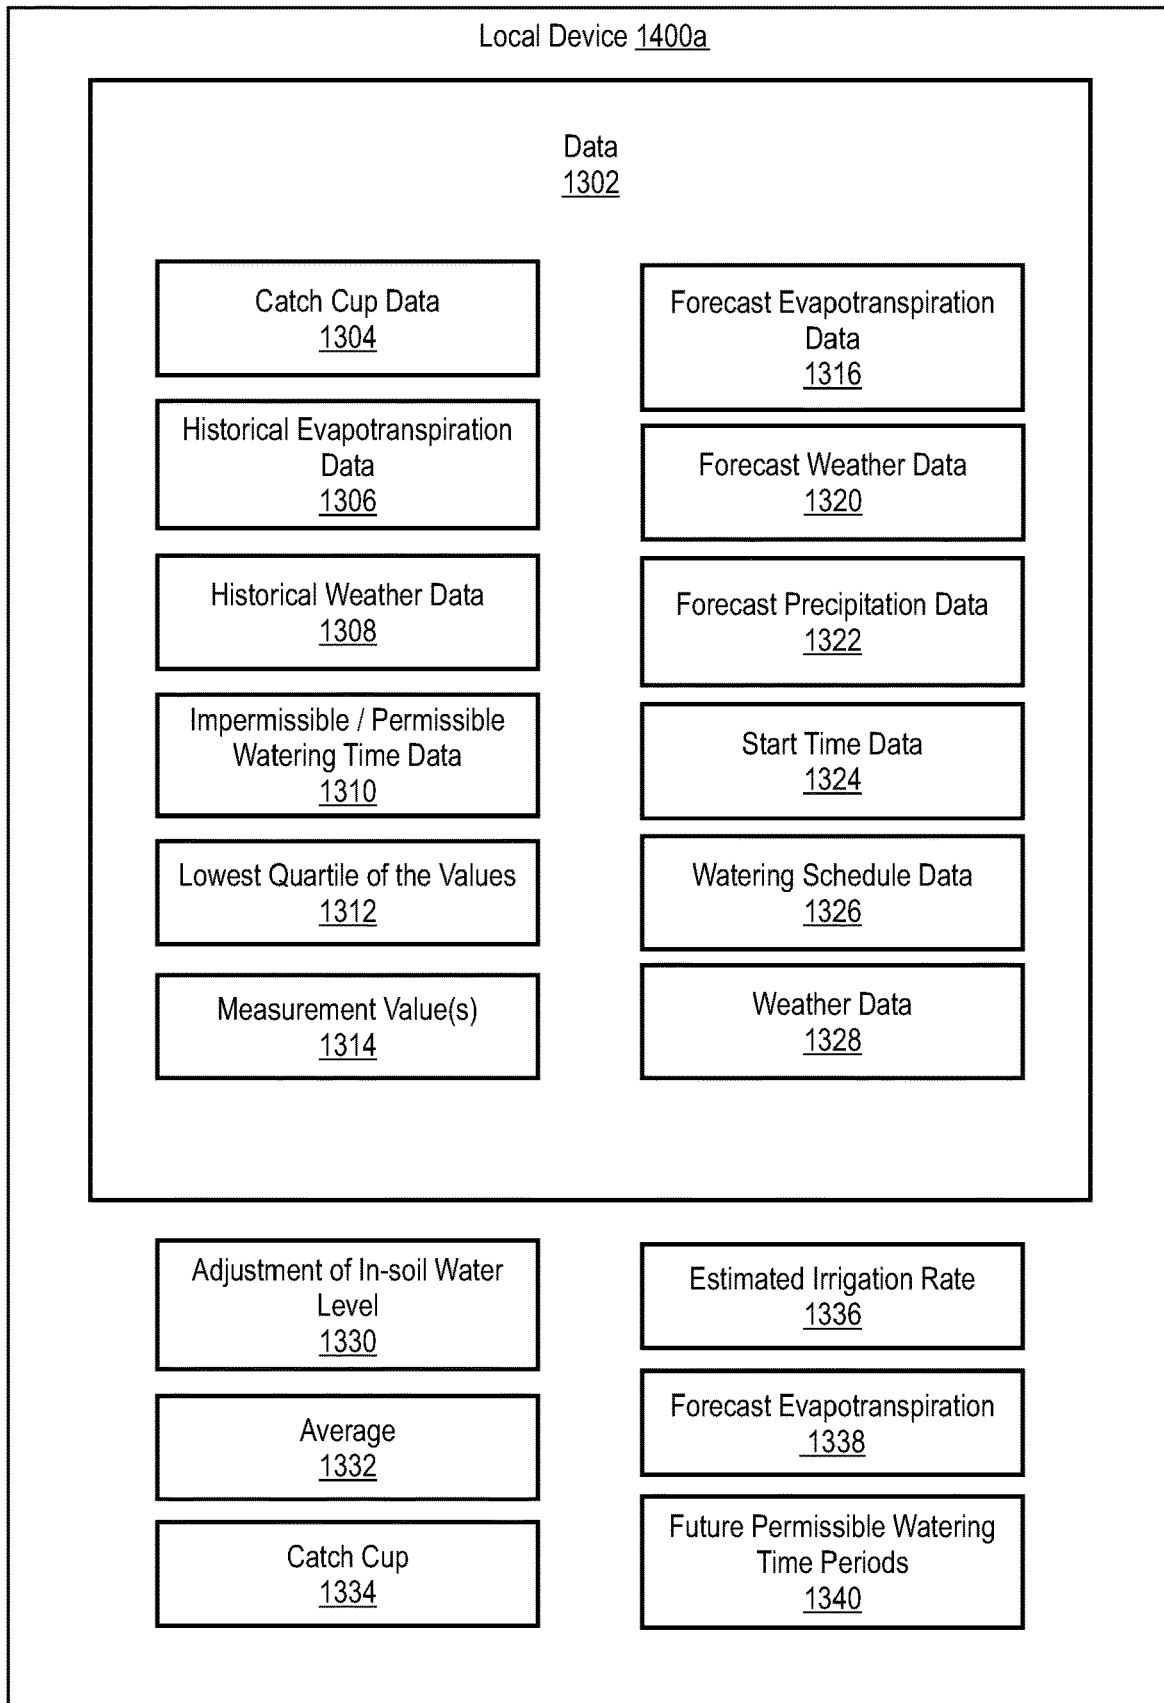 Local Device 1400a
Data
1302
Catch Cup Data
1304
Historical Evapotranspiration
Data
1306
Historical Weather Data
1308
Impermissible / Permissible
Watering Time Data
1310
Lowest Quartile of the Values
1312
Measurement Value(s)
1314
Forecast Evapotranspiration
Data
1316
Forecast Weather Data
1320
Forecast Precipitation Data
1322
Start Time Data
1324
Watering Schedule Data
1326
Weather Data
1328
Adjustment of In-soil Water
Level
1330
Average
1332
Catch Cup
1334
Estimated Irrigation Rate
1336
Forecast Evapotranspiration
1338
Future Permissible Watering
Time Periods
1340